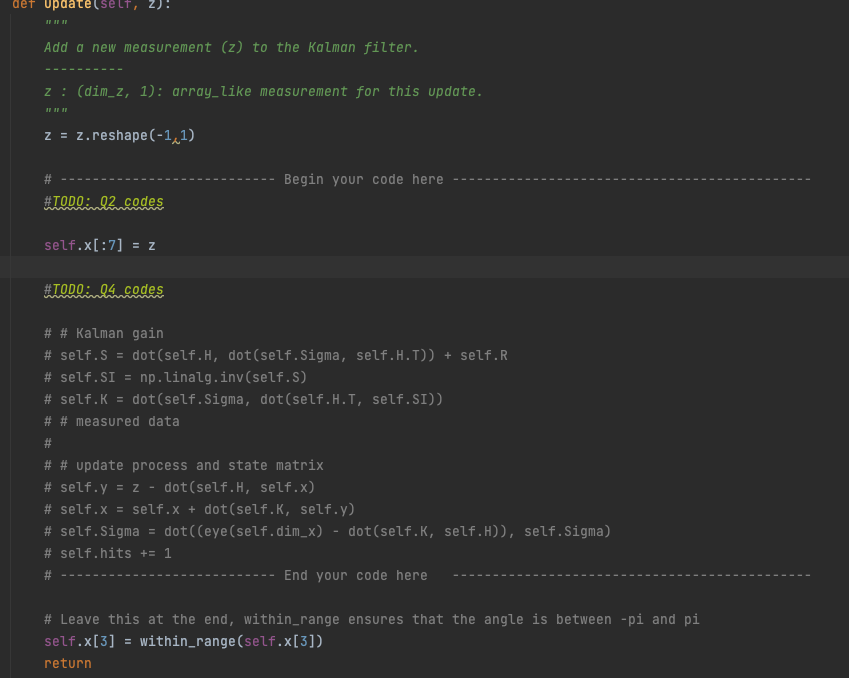 def update(self, z):
"""
Add a new measurement (z) to the Kalman filter.
----------
z : (dim_z, 1): array_like measurement for this update.
"""
z = z.reshape(-1,1)
# --------------------------- Begin your code here ---------------------------------------------
#TODO: Q2 codes
self.x[:7] = z
#TODO: Q4 codes
# # Kalman gain
# self.S = dot(self.H, dot(self.Sigma, self.H.T)) + self.R
# self.SI = np.linalg.inv(self.S)
# self.K = dot(self.Sigma, dot(self.H.T, self.SI))
# # measured data
#
# # update process and state matrix
# self.y = z - dot(self.H, self.x)
# self.x = self.x + dot(self.K, self.y)
# self.Sigma = dot((eye(self.dim_x) - dot(self.K, self.H)), self.Sigma)
# self.hits += 1
# --------------------------- End your code here   ---------------------------------------------
# Leave this at the end, within_range ensures that the angle is between -pi and pi
self.x[3] = within_range(self.x[3])
return